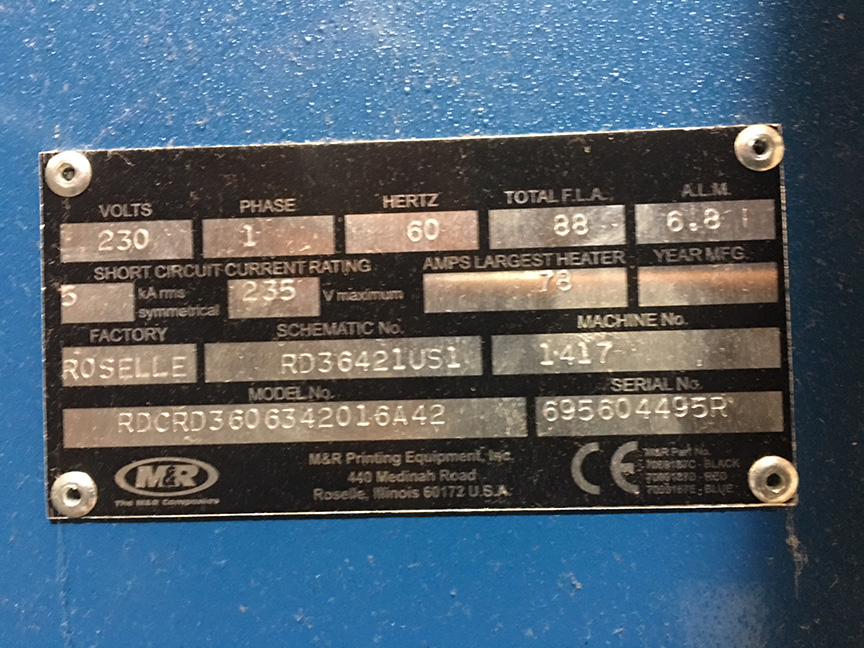 VOLTS PHASE HERTZ TOTAL F.L.A. A.L.M.
230 1 60 88 6.8
SHORT CIRCUIT CURRENT RATING AMPS LARGEST HEATER YEAR MFG.
5 kA rms symmetrical 235 V maximum 78
FACTORY SCHEMATIC No. MACHINE No.
ROSELLE RD36421US1 1417
MODEL No. SERIAL No.
RDCRD3606342016A42 695604495R
M&R
The M&R Companies
M&R Printing Equipment, Inc.
440 Medinah Road
Roselle, Illinois 60172 U.S.A.
CE
M&R Part No.
BLACK
RED
BLUE